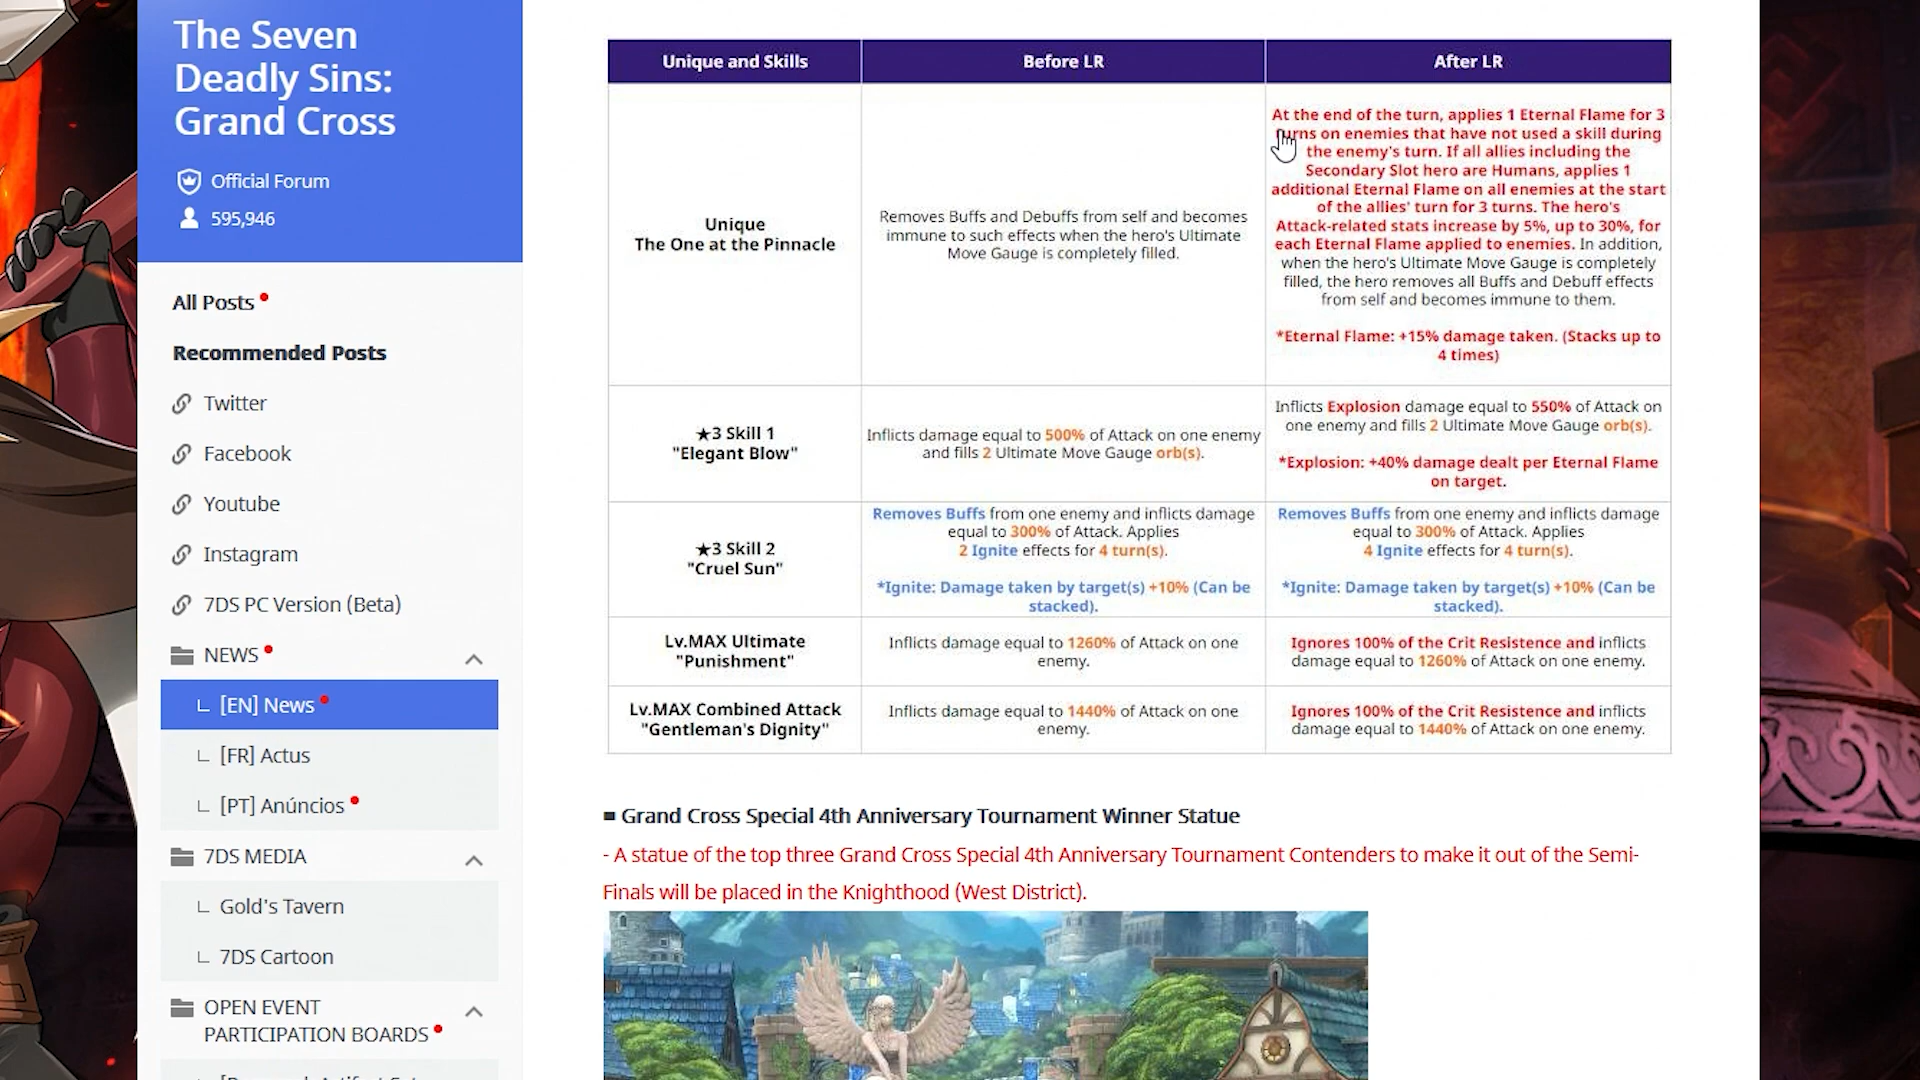 The Seven
Deadly Sins:
Grand Cross
Official Forum
595,946
All Posts
Recommended Posts
Twitter
Facebook
Youtube
Instagram
7DS PC Version (Beta)
NEWS
[EN] News
[FR] Actus
[PT] Anúncios
7DS MEDIA
Gold's Tavern
7DS Cartoon
OPEN EVENT
PARTICIPATION BOARDS
Unique and Skills
Before LR
After LR
Unique
The One at the Pinnacle
Removes Buffs and Debuffs from self and becomes
immune to such effects when the hero's Ultimate
Move Gauge is completely filled.
At the end of the turn, applies 1 Eternal Flame for 3
turns on enemies that have not used a skill during
the enemy's turn. If all allies including the
Secondary Slot hero are Humans, applies 1
additional Eternal Flame on all enemies at the start
of the allies' turn for 3 turns. The hero's
Attack-related stats increase by 5%, up to 30%, for
each Eternal Flame applied to enemies. In addition,
when the hero's Ultimate Move Gauge is completely
filled, the hero removes all Buffs and Debuff effects
from self and becomes immune to them.
*Eternal Flame: +15% damage taken. (Stacks up to
4 times)
★3 Skill 1
"Elegant Blow"
Inflicts damage equal to 500% of Attack on one enemy
and fills 2 Ultimate Move Gauge orb(s).
Inflicts Explosion damage equal to 550% of Attack on
one enemy and fills 2 Ultimate Move Gauge orb(s).
*Explosion: +40% damage dealt per Eternal Flame
on target.
★3 Skill 2
"Cruel Sun"
Removes Buffs from one enemy and inflicts damage
equal to 300% of Attack. Applies
2 Ignite effects for 4 turn(s).
*Ignite: Damage taken by target(s) +10% (Can be
stacked).
Removes Buffs from one enemy and inflicts damage
equal to 300% of Attack. Applies
4 Ignite effects for 4 turn(s).
*Ignite: Damage taken by target(s) +10% (Can be
stacked).
Lv.MAX Ultimate
"Punishment"
Inflicts damage equal to 1260% of Attack on one
enemy.
Ignores 100% of the Crit Resistence and inflicts
damage equal to 1260% of Attack on one enemy.
Lv.MAX Combined Attack
"Gentleman's Dignity"
Inflicts damage equal to 1440% of Attack on one
enemy.
Ignores 100% of the Crit Resistence and inflicts
damage equal to 1440% of Attack on one enemy.
■ Grand Cross Special 4th Anniversary Tournament Winner Statue
- A statue of the top three Grand Cross Special 4th Anniversary Tournament Contenders to make it out of the Semi-
Finals will be placed in the Knighthood (West District).